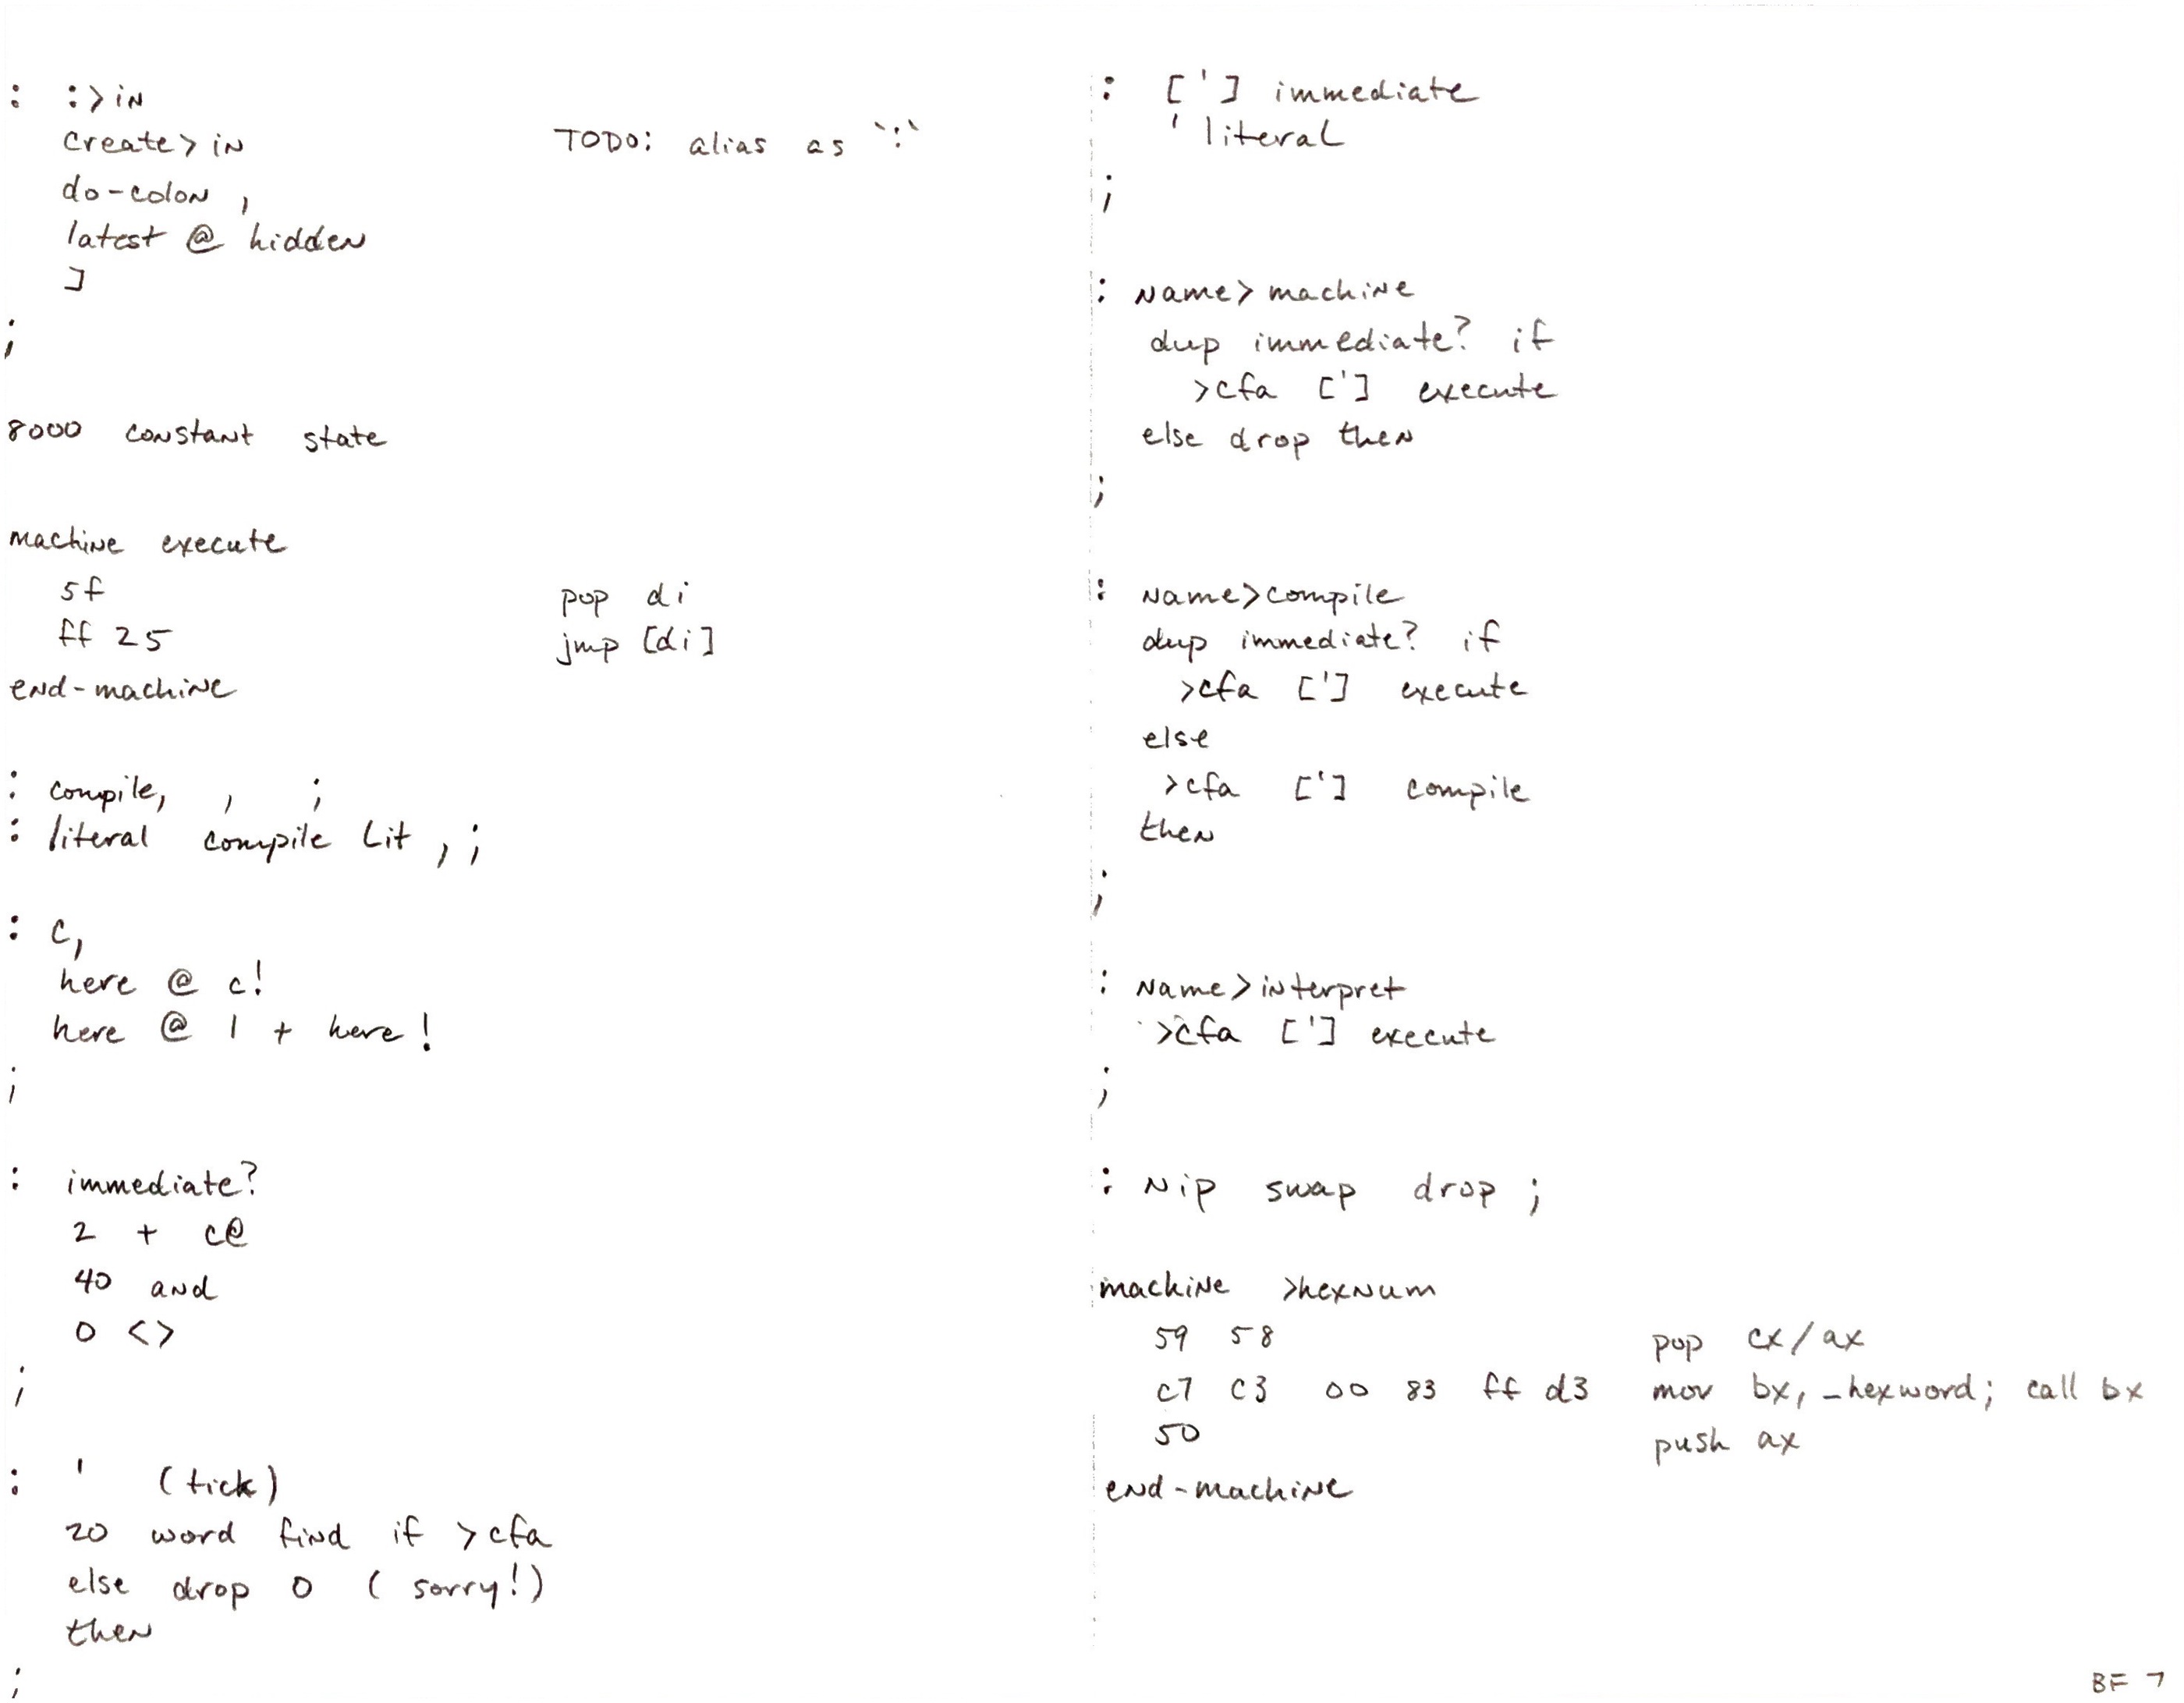 : :>in
create>in TODO: alias as `:`
do-colon ,
latest @ hidden
]
;
8000 constant state
machine execute
5f pop di
ff 25 jmp [di]
end-machine
: compile, , ;
: literal compile lit , ;
: c,
here @ c!
here @ 1 + here !
;
: immediate?
2 + c@
40 and
0 <>
;
: ' (tick)
20 word find if >cfa
else drop 0 ( sorry!)
then
;
: ['] immediate
' literal
;
: name>machine
dup immediate? if
>cfa ['] execute
else drop then
;
: name>compile
dup immediate? if
>cfa ['] execute
else
>cfa ['] compile
then
;
: name>interpret
>cfa ['] execute
;
: nip swap drop ;
machine >hexnum
59 58 pop cx/ax
c7 c3 00 83 ff d3 mov bx, _hexword; call bx
50 push ax
end-machine
BF 7